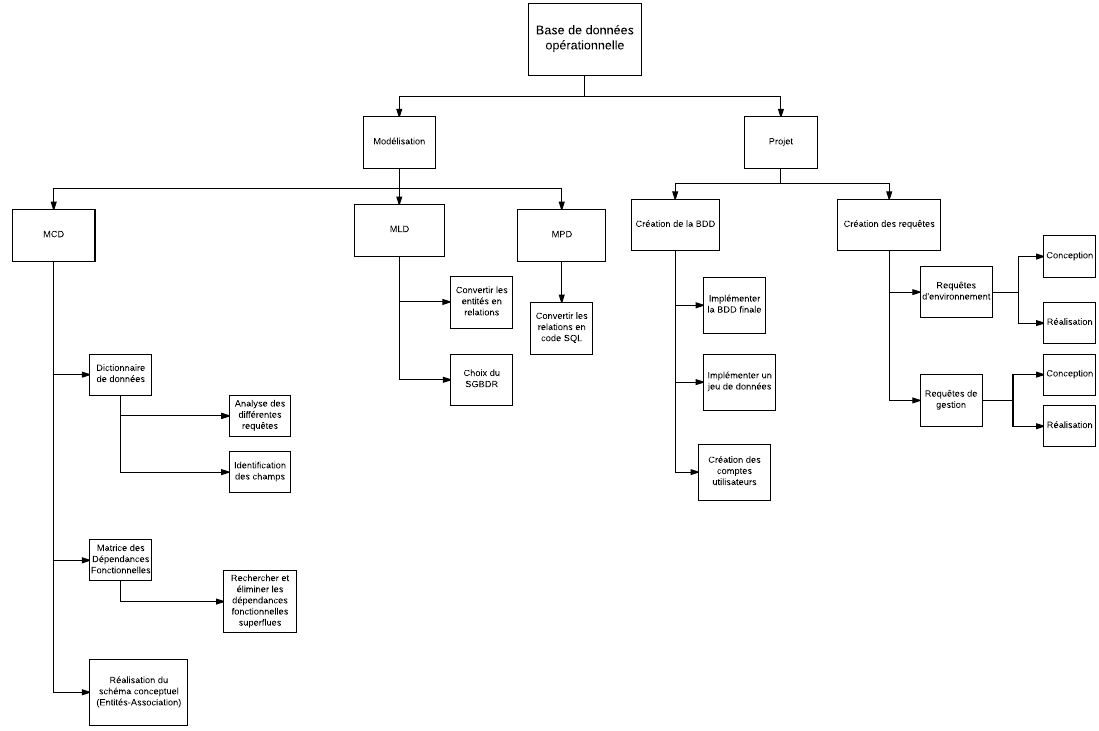 Base de données
opérationnelle
Modélisation
Projet
MCD
MLD
MPD
Création de la BDD
Création des requêtes
Conception
Requêtes
d'environnement
Réalisation
Convertir les
entités en
relations
Convertir les
relations en
code SQL
Implémenter
la BDD finale
Dictionnaire
de données
Choix du
SGBDR
Implémenter un
jeu de données
Requêtes de
gestion
Conception
Réalisation
Analyse des
différentes
requêtes
Identification
des champs
Création des
comptes
utilisateurs
Matrice des
Dépendances
Fonctionnelles
Rechercher et
éliminer les
dépendances
fonctionnelles
superflues
Réalisation du
schéma conceptuel
(Entités-Association)